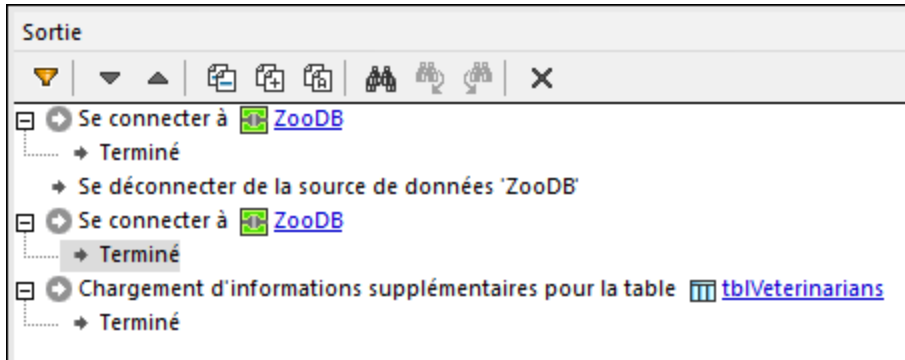 Sortie
Se connecter à ZooDB
Terminé
Se déconnecter de la source de données 'ZooDB'
Se connecter à ZooDB
Terminé
Chargement d'informations supplémentaires pour la table tblVeterinarians
Terminé